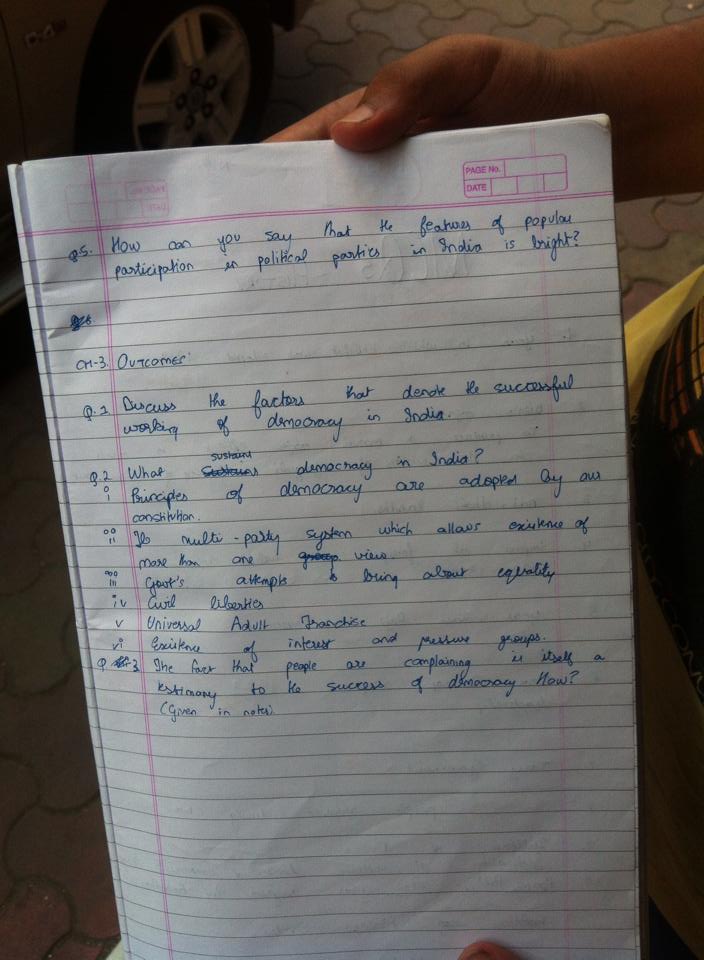 PAGE No.
DATE
Q5. How can you say that the features of popular
participation in political parties in India is bright?
CH-3. OUTCOMES
Q.1 Discuss the factors that denote the successful
working of democracy in India.
Q.2 What sustains democracy in India?
i Principles of democracy are adopted by our
constitution.
ii Its multi-party system which allows existence of
more than one view.
iii Govt's attempts to bring about equality
iv Civil liberties
v Universal Adult Franchise
vi Existence of interest and pressure groups.
Q 3 The fact that people are complaining is itself a
testimony to the success of democracy How?
(Given in notes)